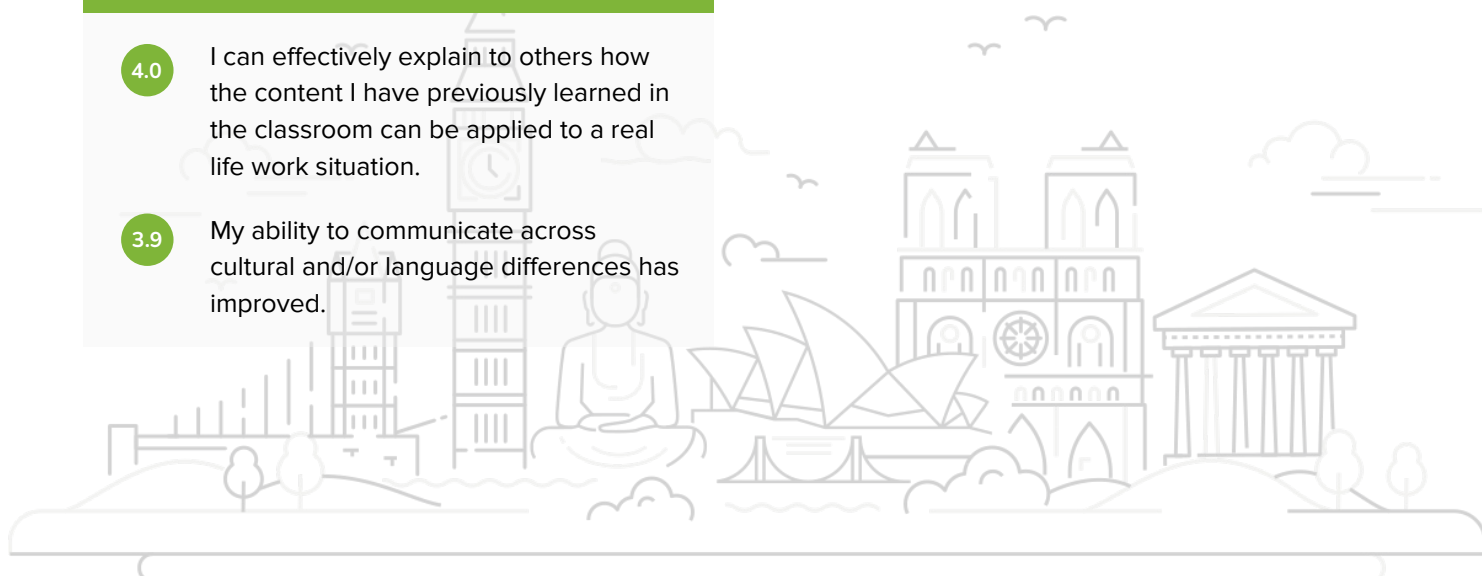 4.0
I can effectively explain to others how
the content I have previously learned in
the classroom can be applied to a real
life work situation.
3.9
My ability to communicate across
cultural and/or language differences has
improved.